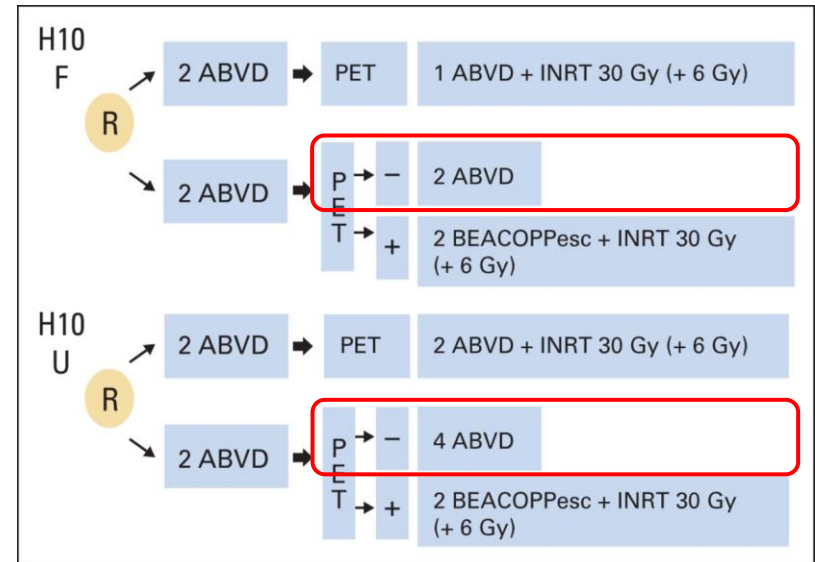 H10
F
R
2 ABVD
PET
1 ABVD + INRT 30 Gy (+ 6 Gy)
2 ABVD
P
E
T
–
2 ABVD
+
2 BEACOPPesc + INRT 30 Gy
(+ 6 Gy)
H10
U
R
2 ABVD
PET
2 ABVD + INRT 30 Gy (+ 6 Gy)
2 ABVD
P
E
T
–
4 ABVD
+
2 BEACOPPesc + INRT 30 Gy
(+ 6 Gy)